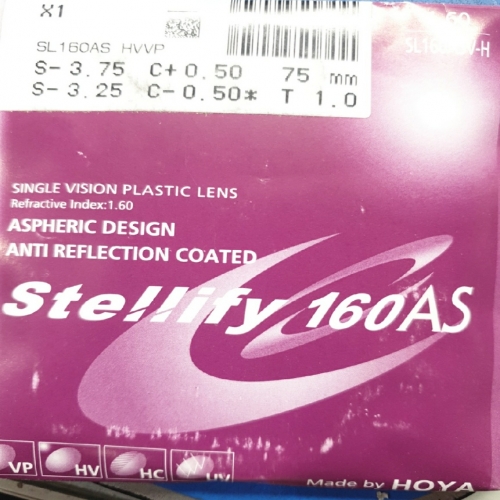 X1
SL160AS HVVP
S- 3.75 C+ 0.50 75 mm
S- 3.25 C- 0.50* T 1.0
SINGLE VISION PLASTIC LENS
Refractive Index:1.60
ASPHERIC DESIGN
ANTI REFLECTION COATED
Stellify 160AS
VP HV HC UV
Made by HOYA